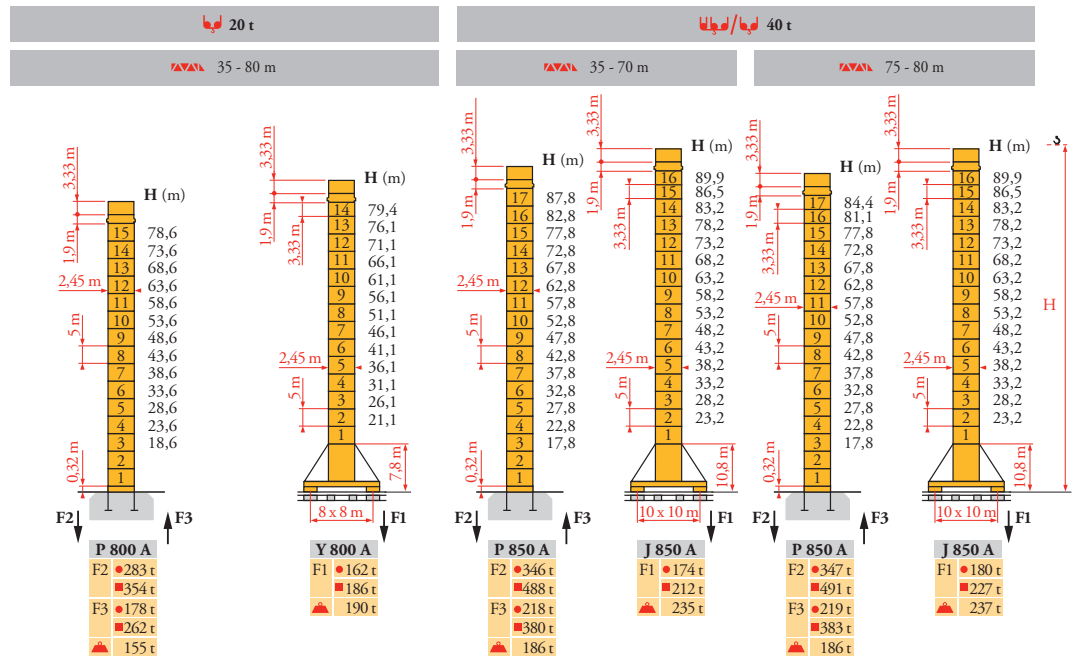 20 t
40 t
35 - 80 m
35 - 70 m
75 - 80 m
3,33 m
1,9 m
2,45 m
5 m
0,32 m
H (m)
15 78,6
14 73,6
13 68,6
12 63,6
11 58,6
10 53,6
9 48,6
8 43,6
7 38,6
6 33,6
5 28,6
4 23,6
3 18,6
2
1
F2
F3
P 800 A
F2 283 t
354 t
F3 178 t
262 t
155 t
3,33 m
1,9 m
3,33 m
2,45 m
5 m
7,8 m
H (m)
14 79,4
13 76,1
12 71,1
11 66,1
10 61,1
9 56,1
8 51,1
7 46,1
6 41,1
5 36,1
4 31,1
3 26,1
2 21,1
1
8 x 8 m
F1
Y 800 A
F1 162 t
186 t
190 t
3,33 m
1,9 m
2,45 m
5 m
0,32 m
H (m)
17 87,8
16 82,8
15 77,8
14 72,8
13 67,8
12 62,8
11 57,8
10 52,8
9 47,8
8 42,8
7 37,8
6 32,8
5 27,8
4 22,8
3 17,8
2
1
F2
F3
P 850 A
F2 346 t
488 t
F3 218 t
380 t
186 t
3,33 m
1,9 m
3,33 m
2,45 m
5 m
10,8 m
H (m)
16 89,9
15 86,5
14 83,2
13 78,2
12 73,2
11 68,2
10 63,2
9 58,2
8 53,2
7 48,2
6 43,2
5 38,2
4 33,2
3 28,2
2 23,2
1
10 x 10 m
F1
J 850 A
F1 174 t
212 t
235 t
3,33 m
1,9 m
3,33 m
2,45 m
5 m
0,32 m
H (m)
17 84,4
16 81,1
15 77,8
14 72,8
13 67,8
12 62,8
11 57,8
10 52,8
9 47,8
8 42,8
7 37,8
6 32,8
5 27,8
4 22,8
3 17,8
2
1
F2
F3
P 850 A
F2 347 t
491 t
F3 219 t
383 t
186 t
3,33 m
1,9 m
3,33 m
2,45 m
5 m
10,8 m
H (m)
16 89,9
15 86,5
14 83,2
13 78,2
12 73,2
11 68,2
10 63,2
9 58,2
8 53,2
7 48,2
6 43,2
5 38,2
4 33,2
3 28,2
2 23,2
1
H
10 x 10 m
F1
J 850 A
F1 180 t
227 t
237 t